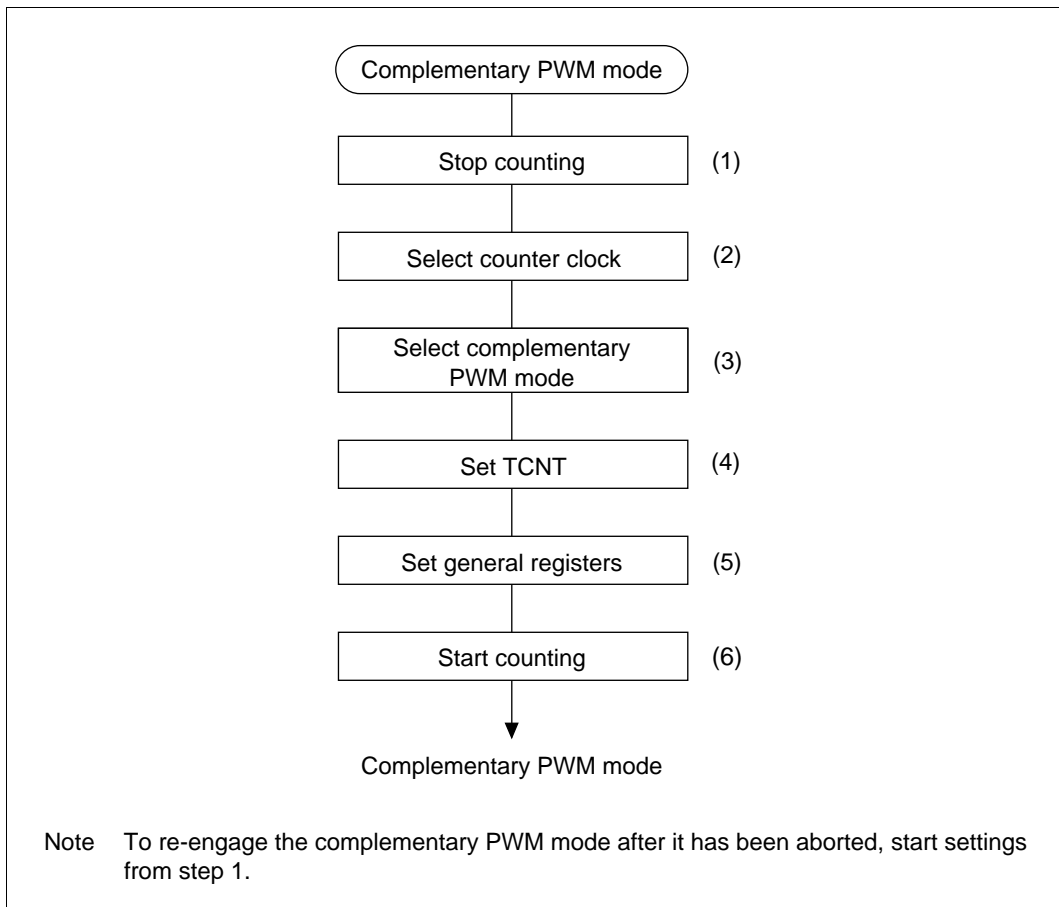 Complementary PWM mode
Stop counting (1)
Select counter clock (2)
Select complementary
PWM mode (3)
Set TCNT (4)
Set general registers (5)
Start counting (6)
Complementary PWM mode
Note To re-engage the complementary PWM mode after it has been aborted, start settings
from step 1.